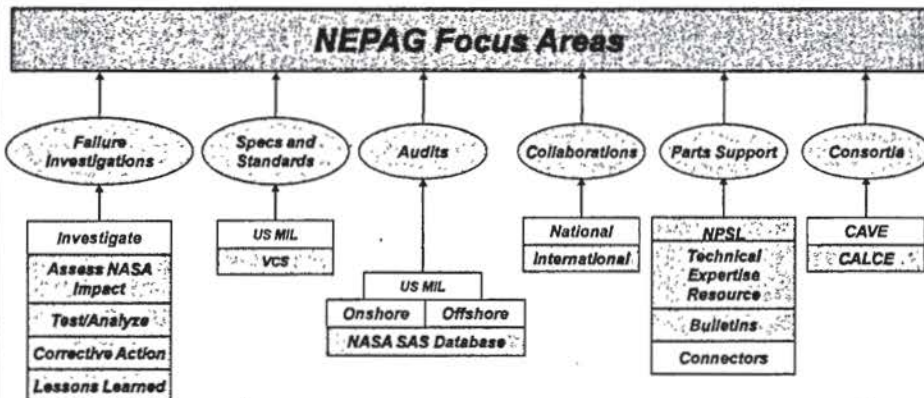 NEPAG Focus Areas
Failure
Investigations
Specs and
Standards
Audits
Collaborations
Parts Support
Consortia
Investigate
Assess NASA
Impact
Test/Analyze
Corrective Action
Lessons Learned
US MIL
VCS
US MIL
Onshore
Offshore
NASA SAS Database
National
International
NPSL
Technical
Expertise
Resource
Bulletins
Connectors
CAVE
CALCE